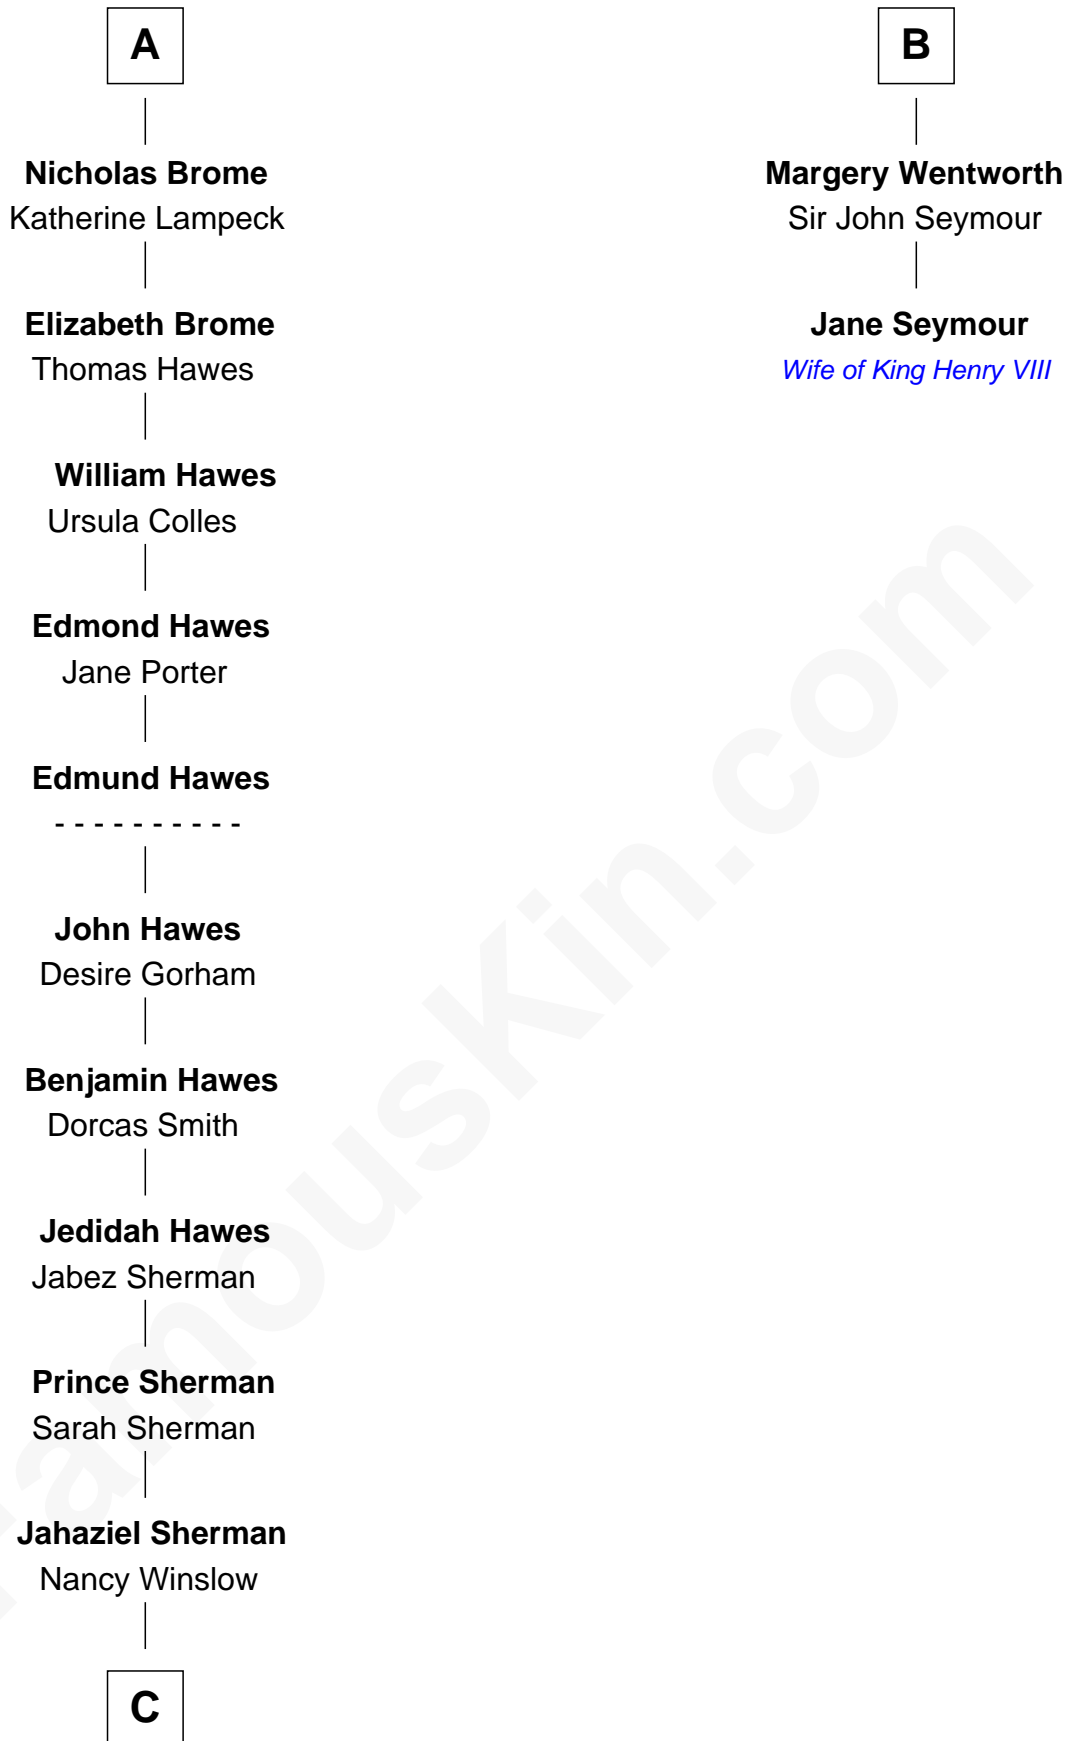 A
Nicholas Brome
Katherine Lampeck
Elizabeth Brome
Thomas Hawes
William Hawes
Ursula Colles
Edmond Hawes
Jane Porter
Edmund Hawes
- - - - - - - - - -
John Hawes
Desire Gorham
Benjamin Hawes
Dorcas Smith
Jedidah Hawes
Jabez Sherman
Prince Sherman
Sarah Sherman
Jahaziel Sherman
Nancy Winslow
C
B
Margery Wentworth
Sir John Seymour
Jane Seymour
Wife of King Henry VIII
FamousKin.com